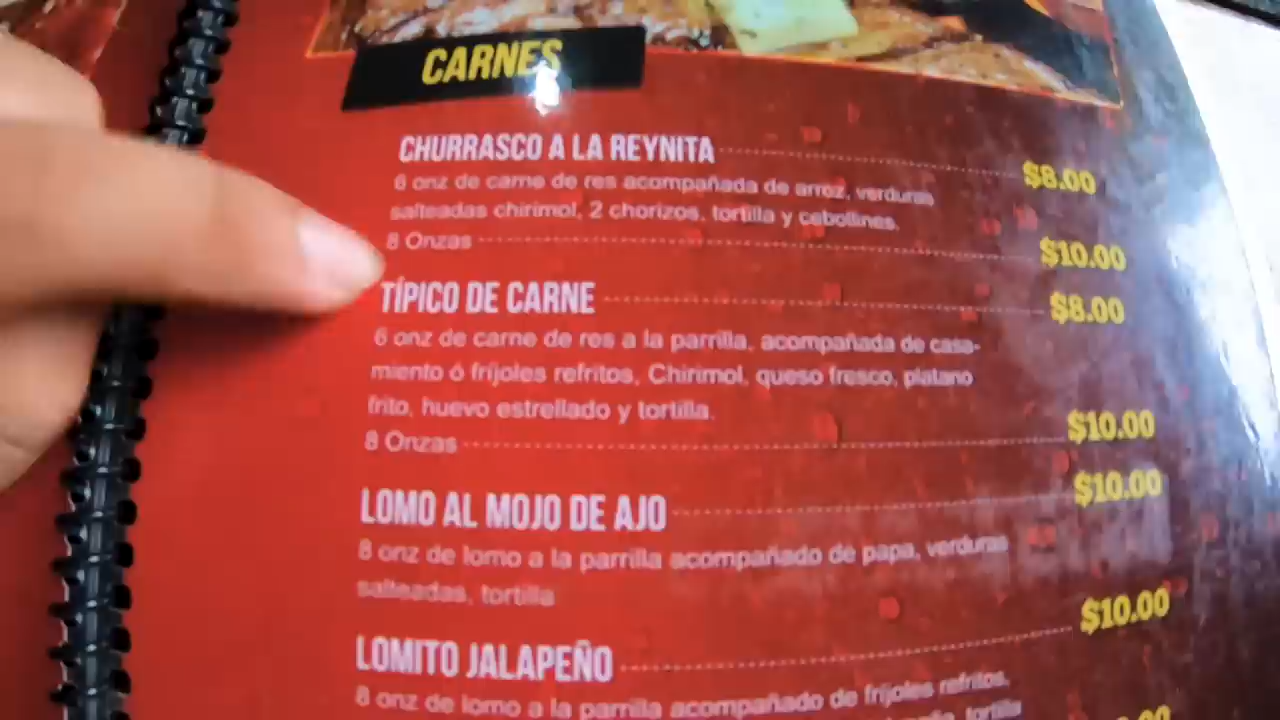 CARNES
CHURRASCO A LA REYNITA $8.00
6 onz de carne de res acompañada de arroz, verduras
salteadas chirimol, 2 chorizos, tortilla y cebollines.
8 Onzas $10.00
TÍPICO DE CARNE $8.00
6 onz de carne de res a la parrilla, acompañada de casa-
miento ó frijoles refritos, Chirimol, queso fresco, platano
frito, huevo estrellado y tortilla.
8 Onzas $10.00
LOMO AL MOJO DE AJO $10.00
8 onz de lomo a la parrilla acompañado de papa, verduras
salteadas, tortilla
LOMITO JALAPEÑO $10.00
8 onz de lomo a la parrilla acompañado de frijoles refritos,
tortilla